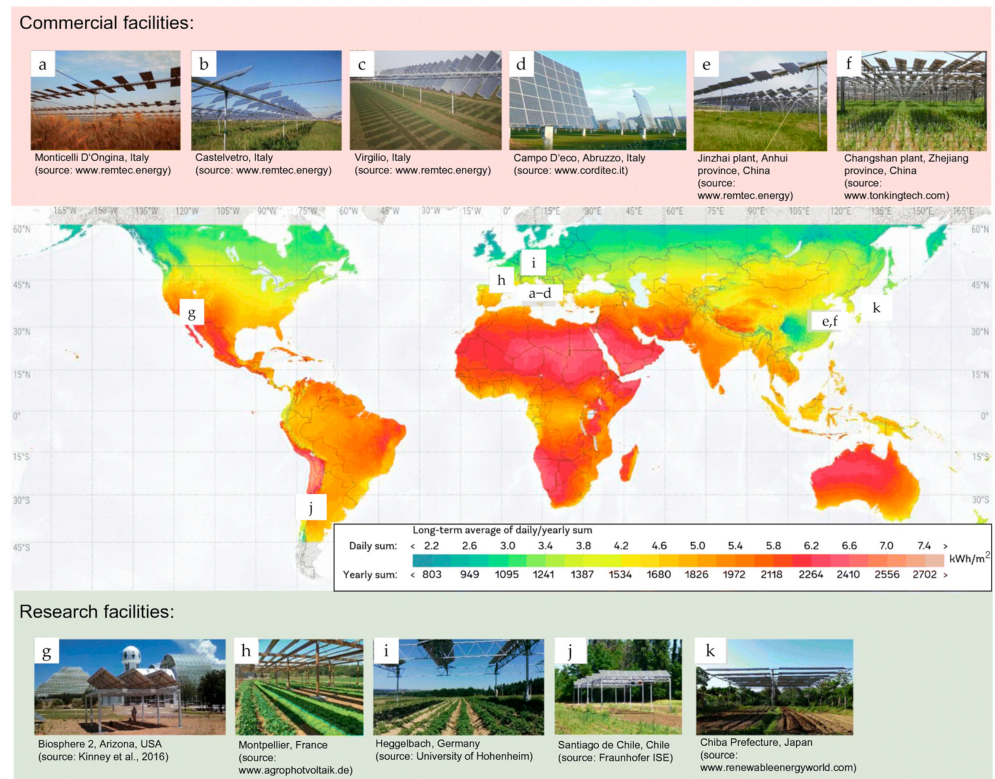 Commercial facilities:
a
b
c
d
e
f
Monticelli D'Ongina, Italy
(source: www.remtec.energy)
Castelvetro, Italy
(source: www.remtec.energy)
Virgilio, Italy
(source: www.remtec.energy)
Campo D'eco, Abruzzo, Italy
(source: www.corditec.it)
Jinzhai plant, Anhui
province, China
(source:
www.remtec.energy)
Changshan plant, Zhejiang
province, China
(source:
www.tonkingtech.com)
165°W 150°W 135°W 120°W 105°W 90°W 75°W 60°W 45°W 30°W 15°W 0° 15°E 30°E 45°E 60°E 75°E 90°E 105°E 120°E 135°E 150°E 165°E
60°N 60°N
i
h
45°N 45°N
a–d
g
k
e,f
30°N 30°N
15°N 15°N
0° 0°
15°S 15°S
30°S 30°S
j
45°S
Long-term average of daily/yearly sum
Daily sum: < 2.2 2.6 3.0 3.4 3.8 4.2 4.6 5.0 5.4 5.8 6.2 6.6 7.0 7.4 >
kWh/m²
Yearly sum: < 803 949 1095 1241 1387 1534 1680 1826 1972 2118 2264 2410 2556 2702 >
Research facilities:
g
h
i
j
k
Biosphere 2, Arizona, USA
(source: Kinney et al., 2016)
Montpellier, France
(source:
www.agrophotvoltaik.de)
Heggelbach, Germany
(source: University of Hohenheim)
Santiago de Chile, Chile
(source: Fraunhofer ISE)
Chiba Prefecture, Japan
(source:
www.renewableenergyworld.com)